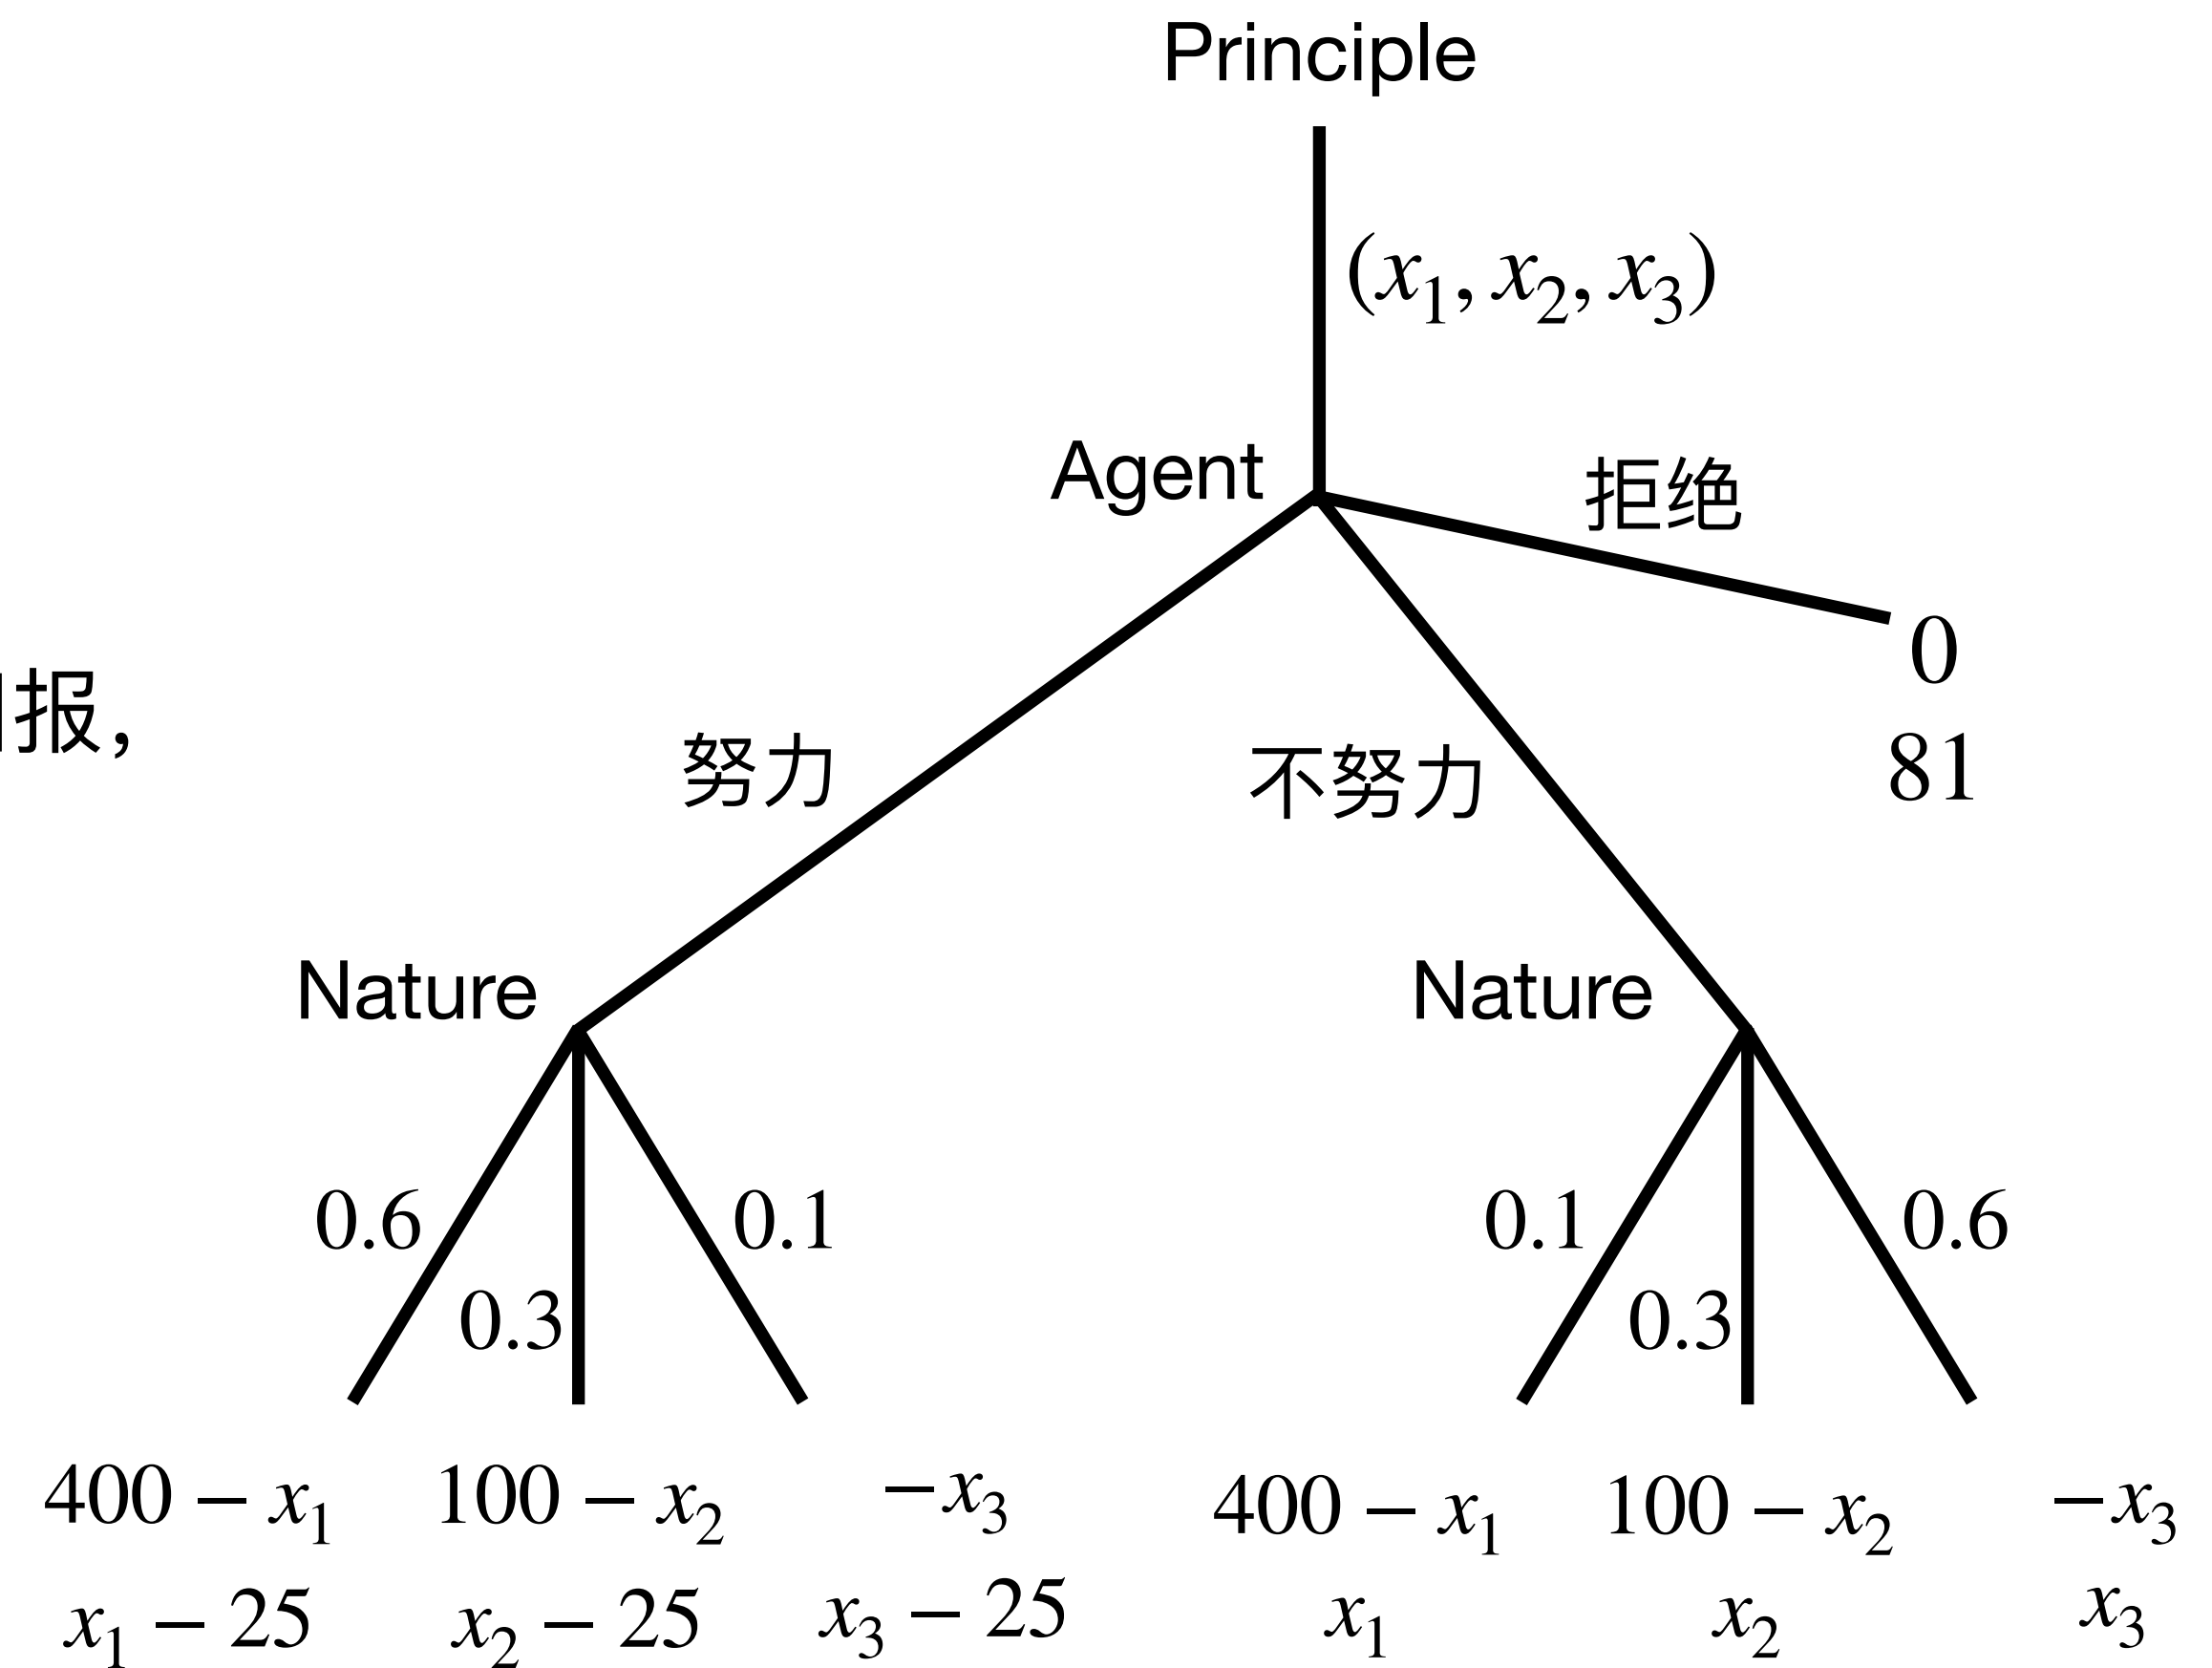 Principle
(x₁, x₂, x₃)
Agent
拒绝
0
81
报，
努力
不努力
Nature
Nature
0.6
0.3
0.1
0.1
0.3
0.6
400 − x₁
100 − x₂
−x₃
400 − x₁
100 − x₂
−x₃
x₁ − 25
x₂ − 25
x₃ − 25
x₁
x₂
x₃